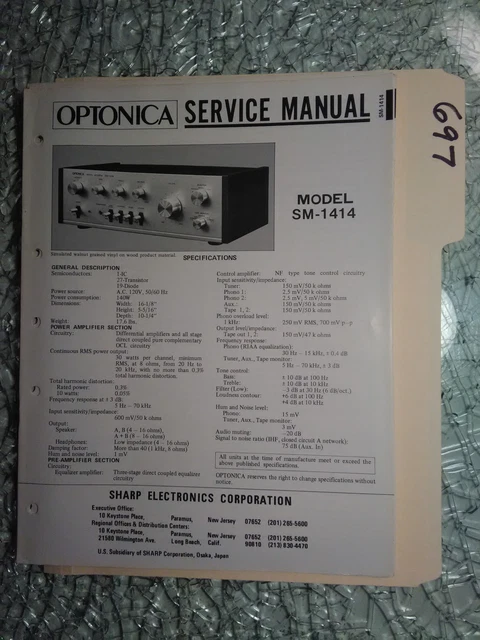 OPTONICA SERVICE MANUAL
SM-1414
697
MODEL
SM-1414
Simulated walnut grained vinyl on wood product material.
SPECIFICATIONS
GENERAL DESCRIPTION
Semiconductors: 1-IC
27-Transistor
19-Diode
Power source: A.C. 120V, 50/60 Hz
Power consumption: 140W
Dimensions: Width: 16-1/8"
Height: 5-5/16"
Depth: 10-1/4"
Weight: 17.6 lbs.
POWER AMPLIFIER SECTION
Circuitry: Differential amplifiers and all stage
direct coupled pure complementary
OCL circuitry
Continuous RMS power output:
30 watts per channel, minimum
RMS, at 8 ohms, from 20 Hz to
20 kHz, with no more than 0.3%
total harmonic distortion.
Total harmonic distortion:
Rated power: 0.3%
10 watts: 0.05%
Frequency response at ± 3 dB:
5 Hz – 70 kHz
Input sensitivity/impedance:
600 mV/50 k ohms
Output:
Speaker: A, B (4 – 16 ohms),
A + B (8 – 16 ohms)
Headphones: Low impedance (4 – 16 ohms)
Damping factor: More than 40 (1 kHz, 8 ohms)
Hum and noise level: 1 mV
PRE-AMPLIFIER SECTION
Circuitry:
Equalizer amplifier: Three-stage direct coupled equalizer
circuitry
Control amplifier: NF type tone control circuitry
Input sensitivity/impedance:
Tuner: 150 mV/50 k ohms
Phono 1: 2.5 mV/50 k ohms
Phono 2: 2.5 mV, 5 mV/50 k ohms
Aux.: 150 mV/50 k ohms
Tape 1, 2: 150 mV/50 k ohms
Phono overload level:
1 kHz: 250 mV RMS, 700 mV p-p
Output level/impedance:
Tape out 1, 2: 150 mV/47 k ohms
Frequency response:
Phono (RIAA equalization):
30 Hz – 15 kHz, ± 0.4 dB
Tuner, Aux., Tape monitor:
5 Hz – 70 kHz, ± 3 dB
Tone control:
Bass: ± 10 dB at 100 Hz
Treble: ± 10 dB at 10 kHz
Filter (Low): –3 dB at 30 Hz (6 dB/oct.)
Loudness contour: +6 dB at 100 Hz
+4 dB at 10 kHz
Hum and Noise level:
Phono: 15 mV
Tuner, Aux., Tape monitor:
3 mV
Audio muting: –20 dB
Signal to noise ratio (IHF, closed circuit A network):
75 dB (Aux. In)
All units at the time of manufacture meet or exceed the
above published specifications.
OPTONICA reserves the right to change specifications without
notice.
SHARP ELECTRONICS CORPORATION
Executive Office:
10 Keystone Place, Paramus, New Jersey 07652 (201) 265-5600
Regional Offices & Distribution Centers:
10 Keystone Place, Paramus, New Jersey 07652 (201) 265-5600
21580 Wilmington Ave. Long Beach, Calif. 90810 (213) 830-4470
U.S. Subsidiary of SHARP Corporation, Osaka, Japan